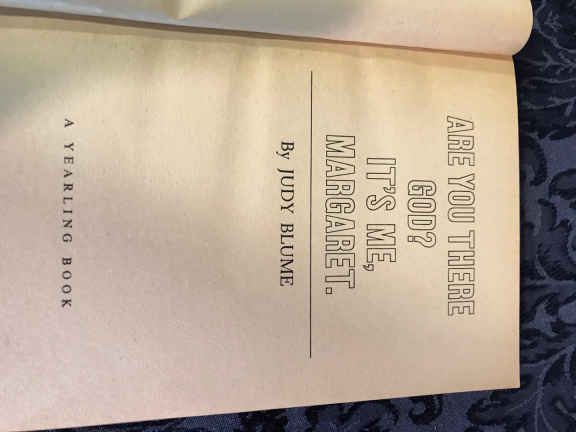 ARE YOU THERE
GOD?
IT'S ME,
MARGARET.
By JUDY BLUME
A YEARLING BOOK